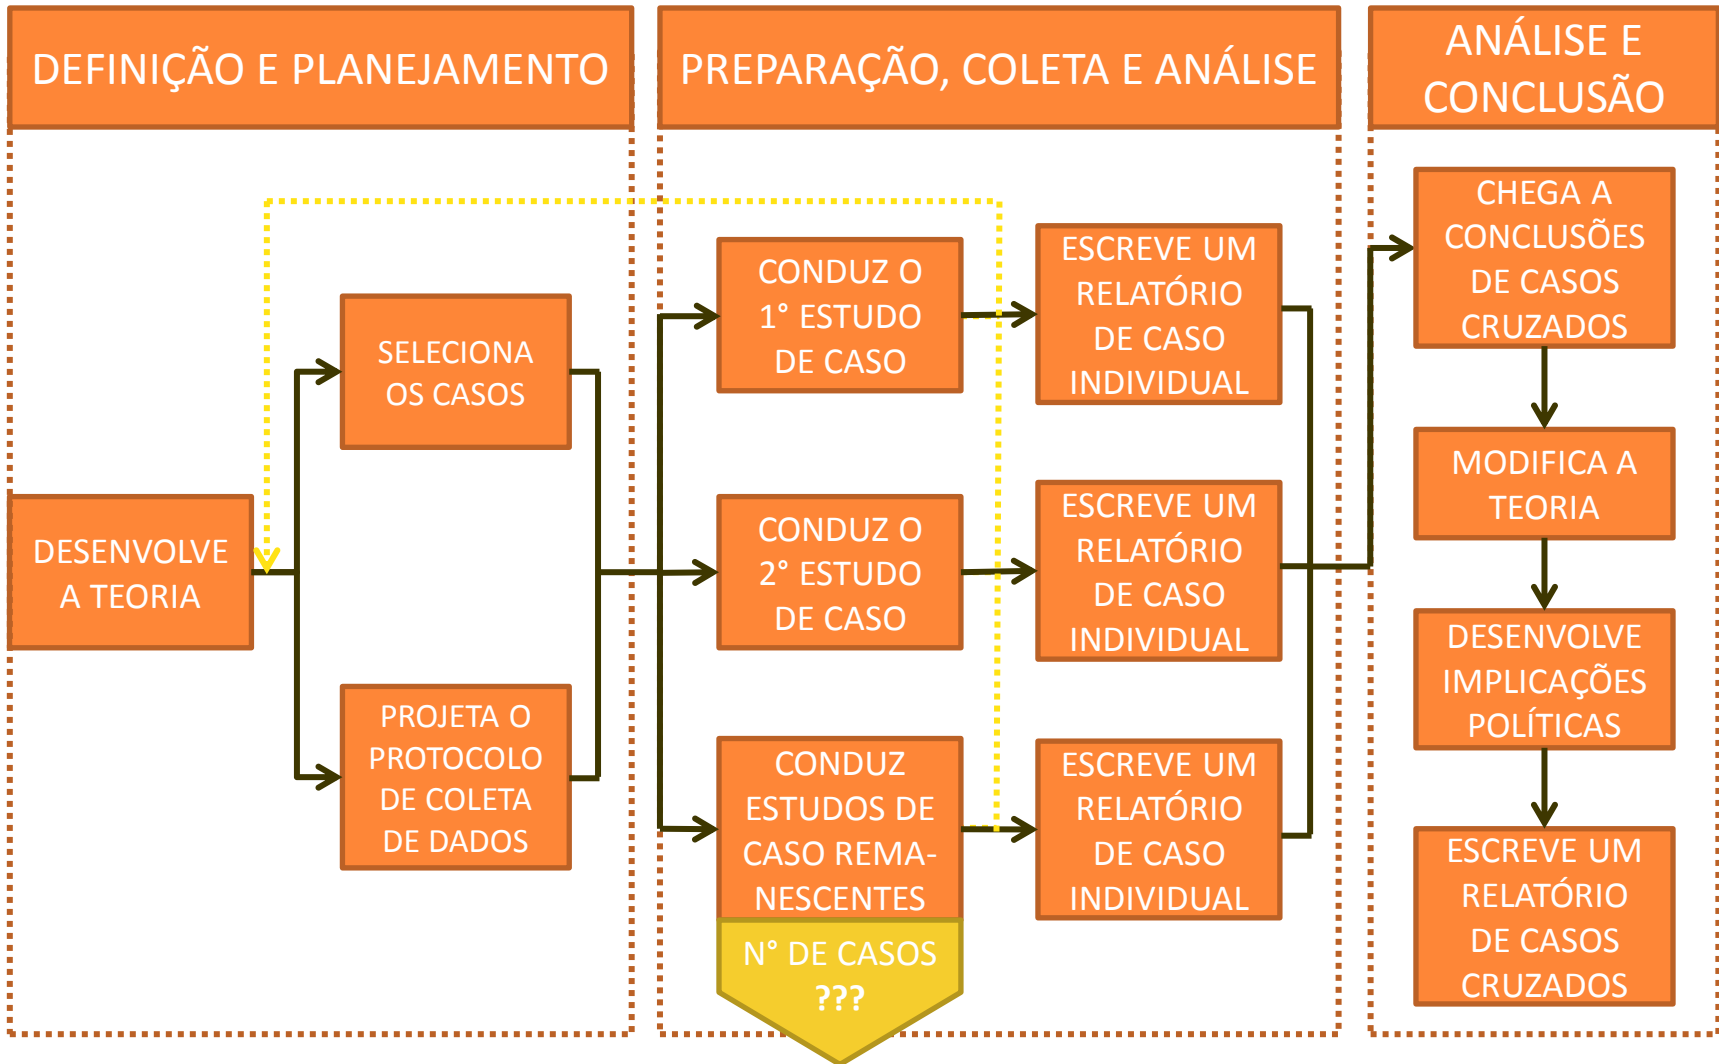 DEFINIÇÃO E PLANEJAMENTO
PREPARAÇÃO, COLETA E ANÁLISE
ANÁLISE E
CONCLUSÃO
DESENVOLVE
A TEORIA
SELECIONA
OS CASOS
PROJETA O
PROTOCOLO
DE COLETA
DE DADOS
CONDUZ O
1° ESTUDO
DE CASO
ESCREVE UM
RELATÓRIO
DE CASO
INDIVIDUAL
CONDUZ O
2° ESTUDO
DE CASO
ESCREVE UM
RELATÓRIO
DE CASO
INDIVIDUAL
CONDUZ
ESTUDOS DE
CASO REMA-
NESCENTES
N° DE CASOS
???
ESCREVE UM
RELATÓRIO
DE CASO
INDIVIDUAL
CHEGA A
CONCLUSÕES
DE CASOS
CRUZADOS
MODIFICA A
TEORIA
DESENVOLVE
IMPLICAÇÕES
POLÍTICAS
ESCREVE UM
RELATÓRIO
DE CASOS
CRUZADOS